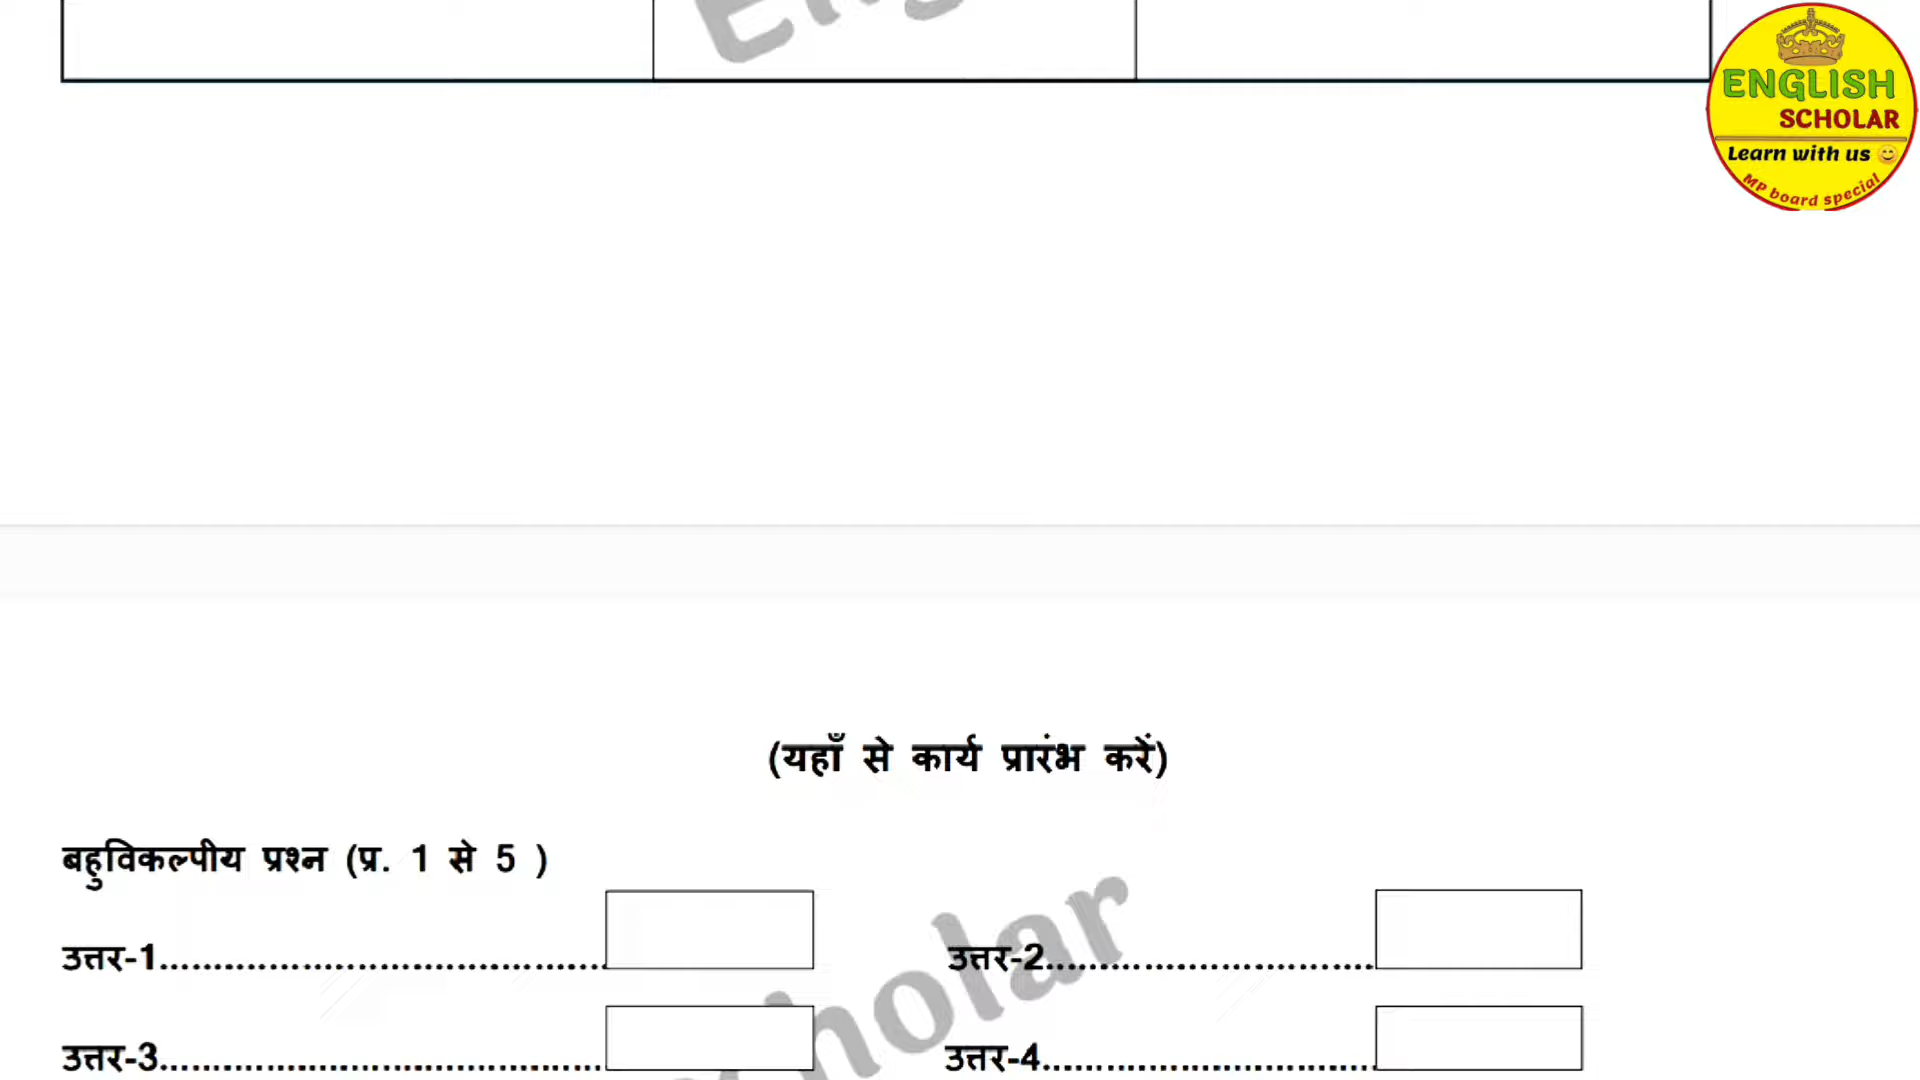 ENGLISH
SCHOLAR
Learn with us
MP board special
(यहाँ से कार्य प्रारंभ करें)
बहुविकल्पीय प्रश्न (प्र. 1 से 5 )
उत्तर-1.......................................... उत्तर-2...............................
उत्तर-3.......................................... उत्तर-4...............................